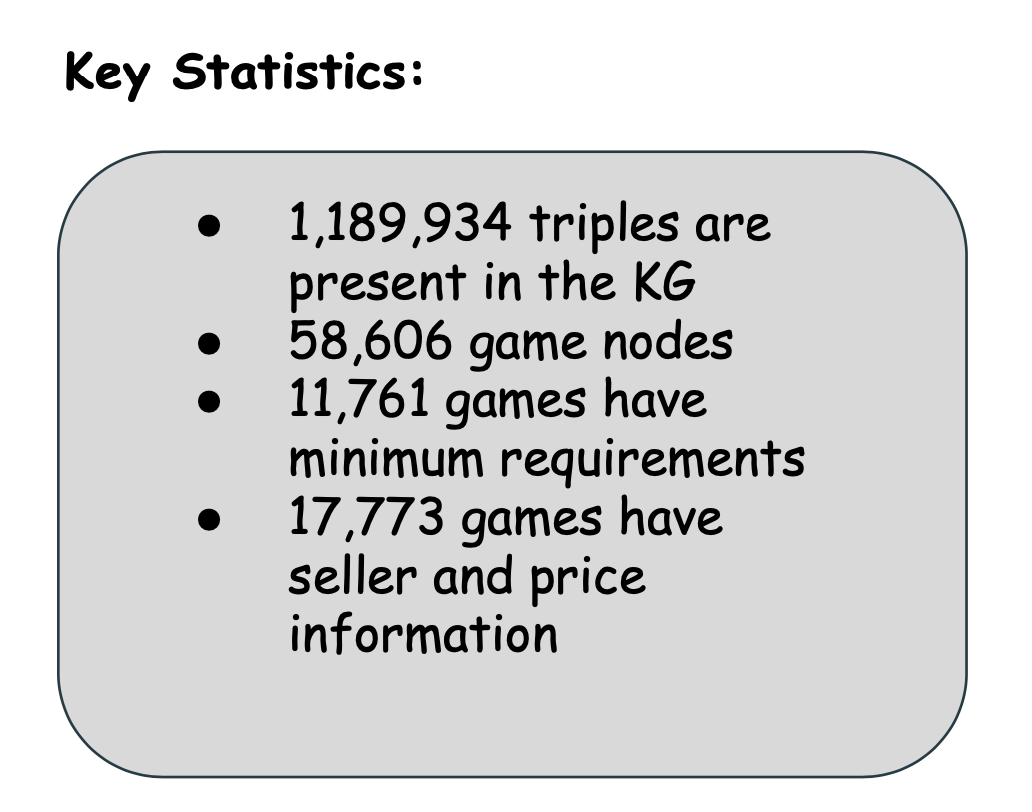 Key Statistics:
● 1,189,934 triples are
present in the KG
● 58,606 game nodes
● 11,761 games have
minimum requirements
● 17,773 games have
seller and price
information